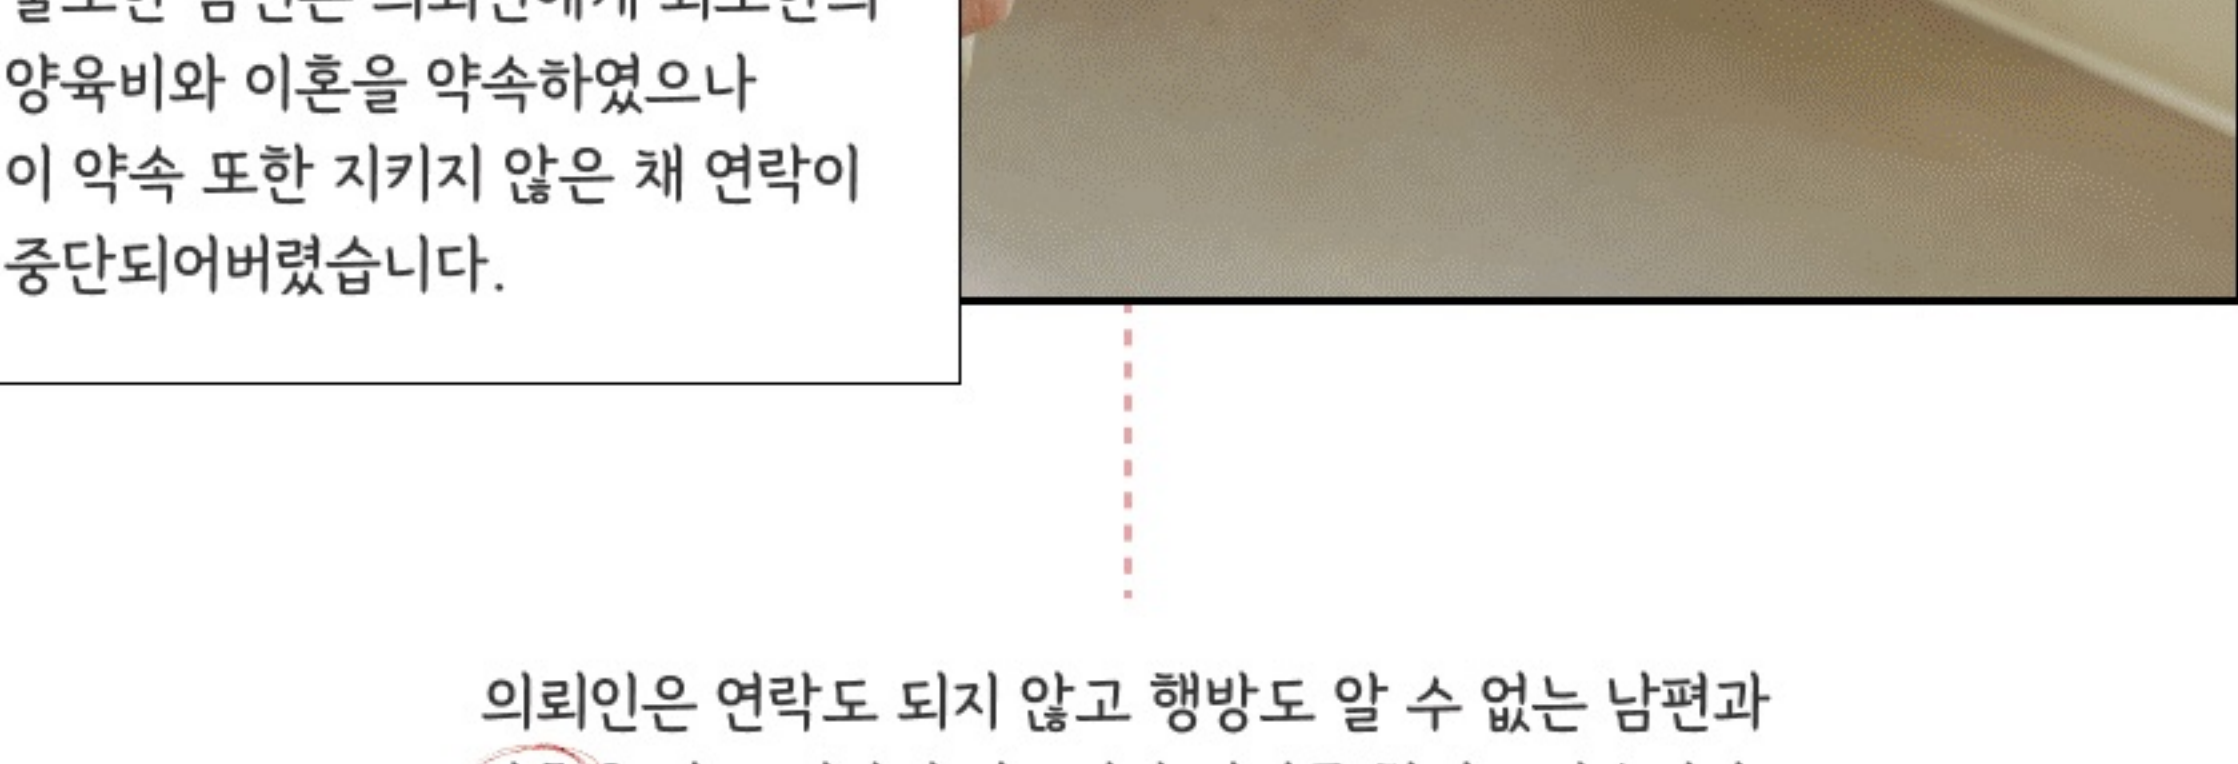 양육비와 이혼을 약속하였으나
이 약속 또한 지키지 않은 채 연락이
중단되어버렸습니다.
의뢰인은 연락도 되지 않고 행방도 알 수 없는 남편과